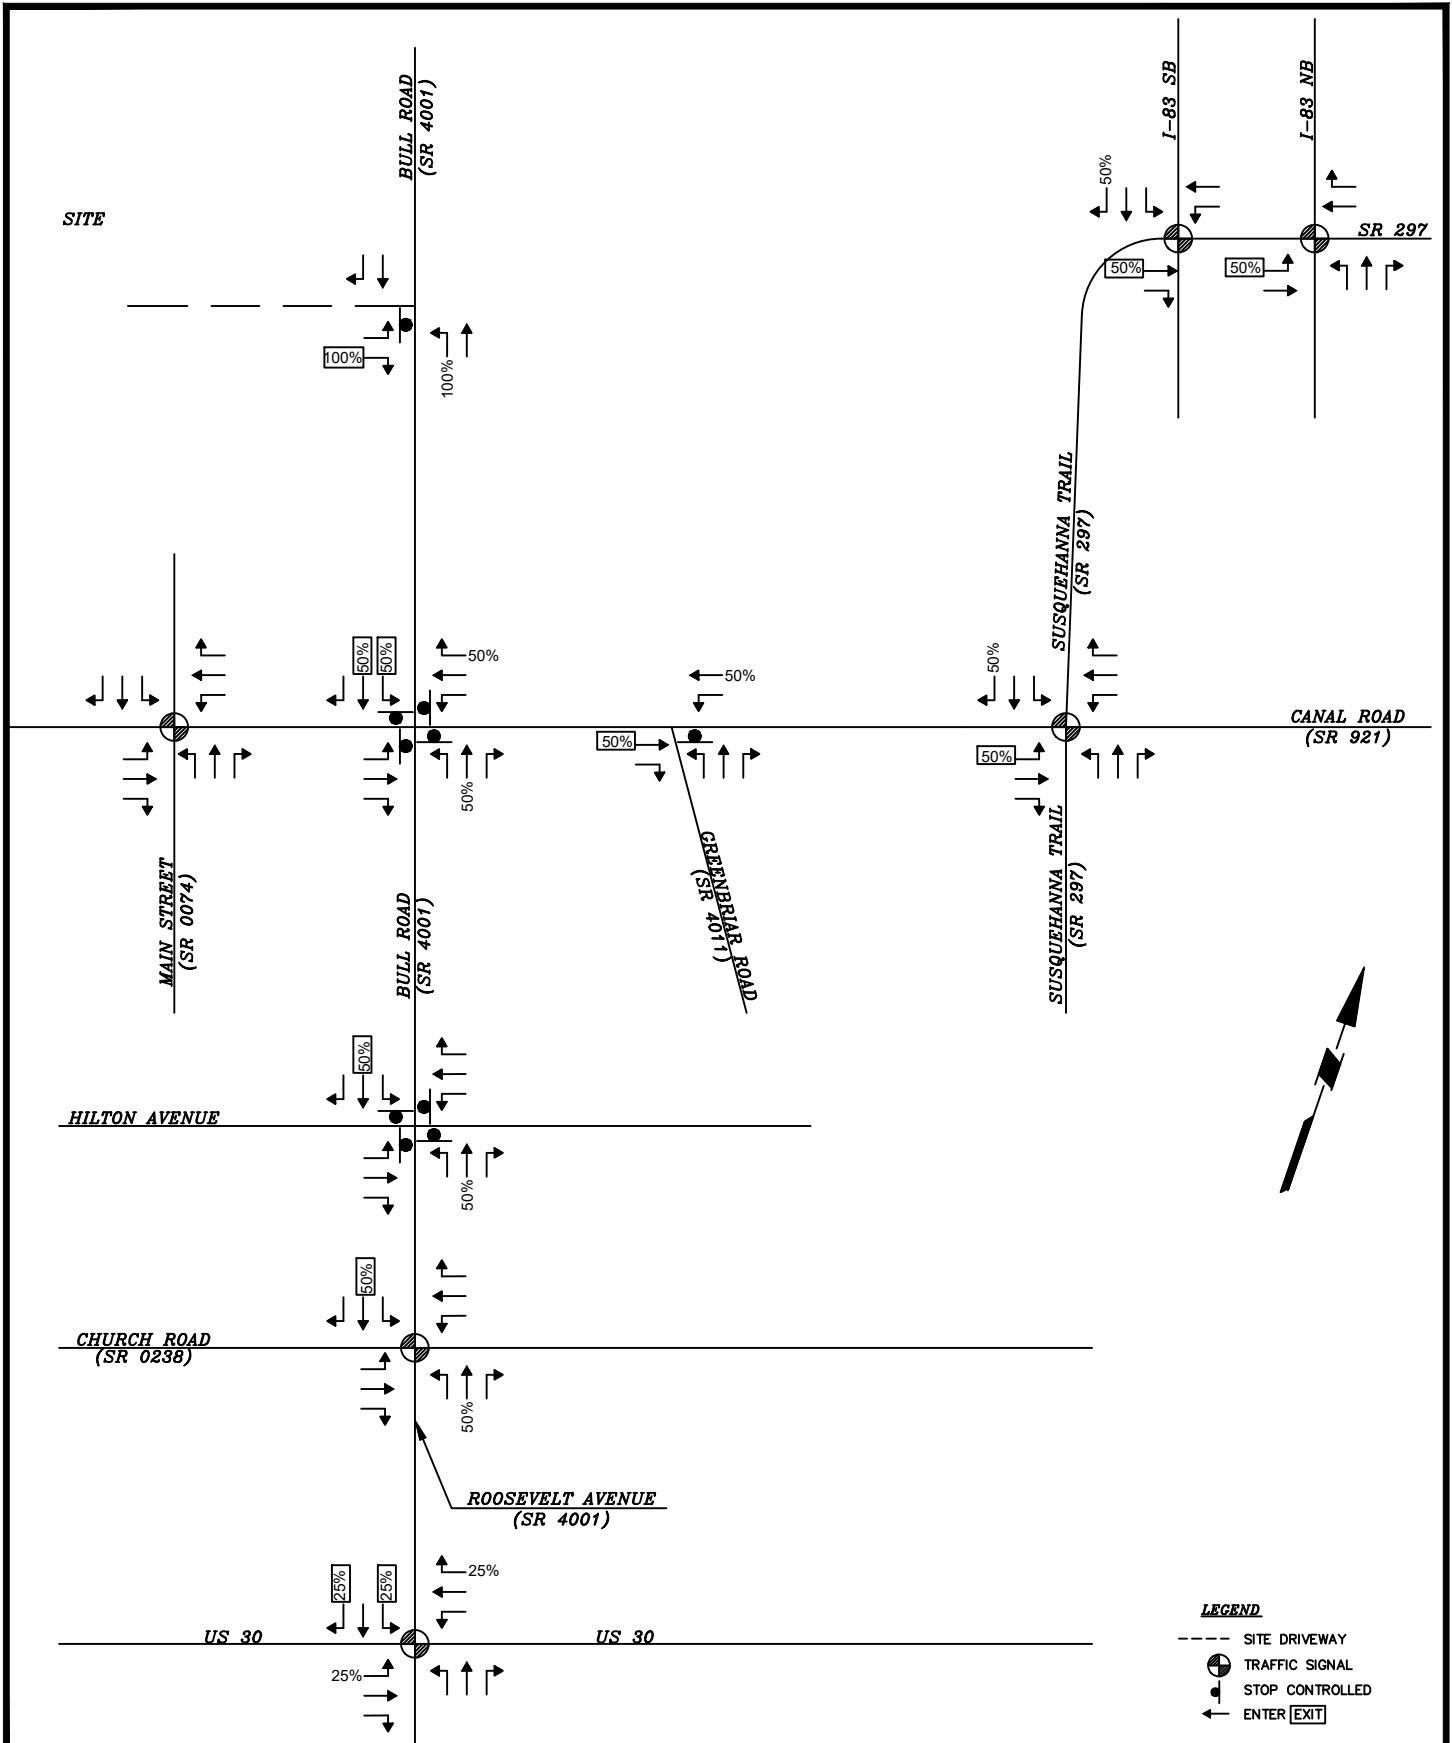 BULL ROAD
(SR 4001)
I-83 SB
I-83 NB
50%
SITE
SR 297
50%
50%
100%
100%
SUSQUEHANNA TRAIL
(SR 297)
50%
50%
50%
50%
50%
CANAL ROAD
(SR 921)
50%
50%
50%
MAIN STREET
(SR 0074)
BULL ROAD
(SR 4001)
GREENBRIAR ROAD
(SR 4011)
SUSQUEHANNA TRAIL
(SR 297)
50%
HILTON AVENUE
50%
50%
CHURCH ROAD
(SR 0238)
50%
ROOSEVELT AVENUE
(SR 4001)
25%
25%
25%
US 30
US 30
25%
LEGEND
SITE DRIVEWAY
TRAFFIC SIGNAL
STOP CONTROLLED
ENTER EXIT